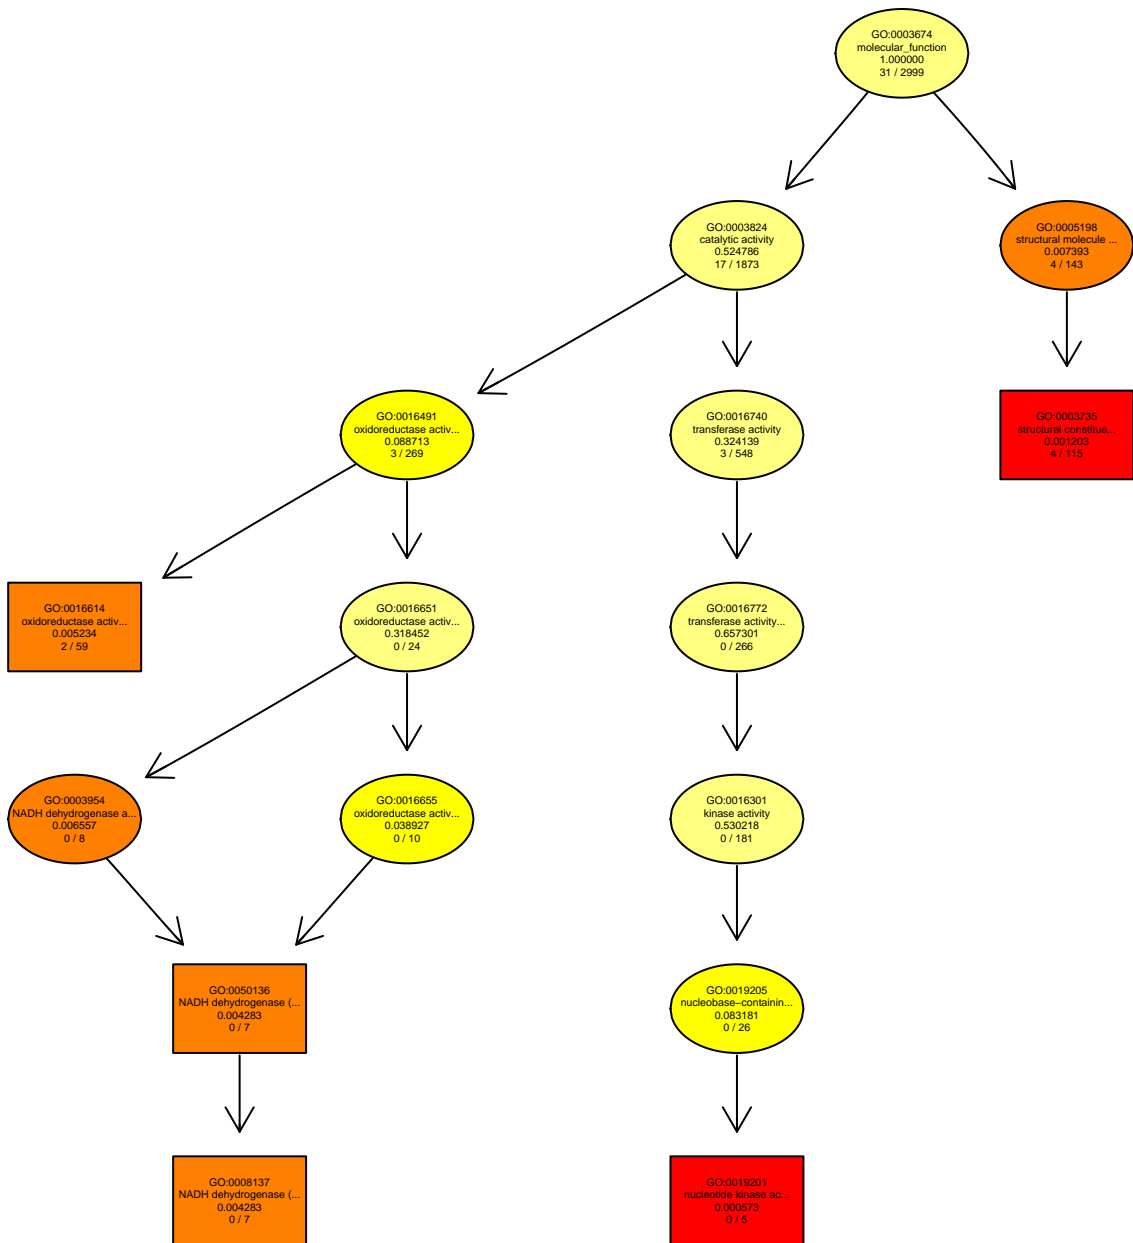 GO:0003674
molecular_function
1.000000
31 / 2999
GO:0003824
catalytic activity
0.524786
17 / 1873
GO:0005198
structural molecule ...
0.007393
4 / 143
GO:0016491
oxidoreductase activ...
0.088713
3 / 269
GO:0016740
transferase activity
0.324139
3 / 548
GO:0003735
structural constitue...
0.001203
4 / 115
GO:0016614
oxidoreductase activ...
0.005234
2 / 59
GO:0016651
oxidoreductase activ...
0.318452
0 / 24
GO:0016772
transferase activity...
0.657301
0 / 266
GO:0003954
NADH dehydrogenase a...
0.006557
0 / 8
GO:0016655
oxidoreductase activ...
0.038927
0 / 10
GO:0016301
kinase activity
0.530218
0 / 181
GO:0050136
NADH dehydrogenase (...
0.004283
0 / 7
GO:0019205
nucleobase−containin...
0.083181
0 / 26
GO:0008137
NADH dehydrogenase (...
0.004283
0 / 7
GO:0019201
nucleotide kinase ac...
0.000573
0 / 5